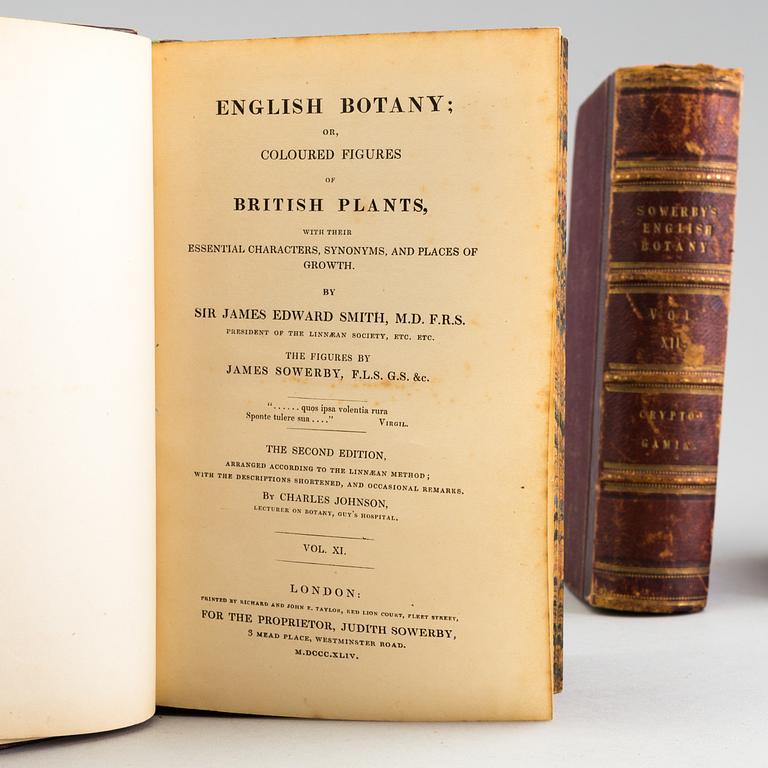 ENGLISH BOTANY;
OR,
COLOURED FIGURES
OF
BRITISH PLANTS,
WITH THEIR
ESSENTIAL CHARACTERS, SYNONYMS, AND PLACES OF
GROWTH.
BY
SIR JAMES EDWARD SMITH, M.D. F.R.S.
PRESIDENT OF THE LINNÆAN SOCIETY, ETC. ETC.
THE FIGURES BY
JAMES SOWERBY, F.L.S. G.S. &c.
“...... quos ipsa volentia rura
Sponte tulere sua ....” VIRGIL.
THE SECOND EDITION,
ARRANGED ACCORDING TO THE LINNÆAN METHOD;
WITH THE DESCRIPTIONS SHORTENED, AND OCCASIONAL REMARKS.
BY CHARLES JOHNSON,
LECTURER ON BOTANY, GUY'S HOSPITAL.
VOL. XI.
LONDON:
PRINTED BY RICHARD AND JOHN E. TAYLOR, RED LION COURT, FLEET STREET,
FOR THE PROPRIETOR, JUDITH SOWERBY,
3 MEAD PLACE, WESTMINSTER ROAD.
M.DCCC.XLIV.
SOWERBY'S
ENGLISH
BOTANY
VOL.
XII.
CRYPTO-
GAMIA.